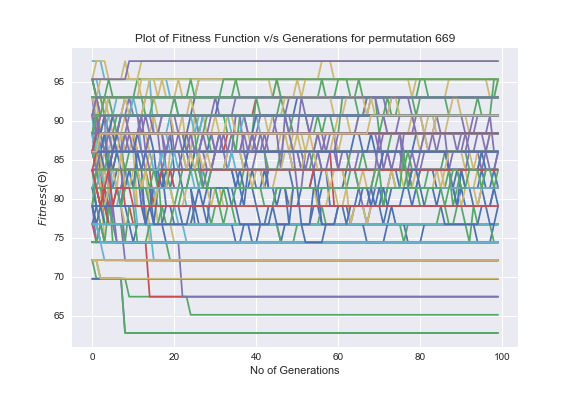 Plot of Fitness Function v/s Generations for permutation 669
Fitness(Θ)
95
90
85
80
75
70
65
0 20 40 60 80 100
No of Generations